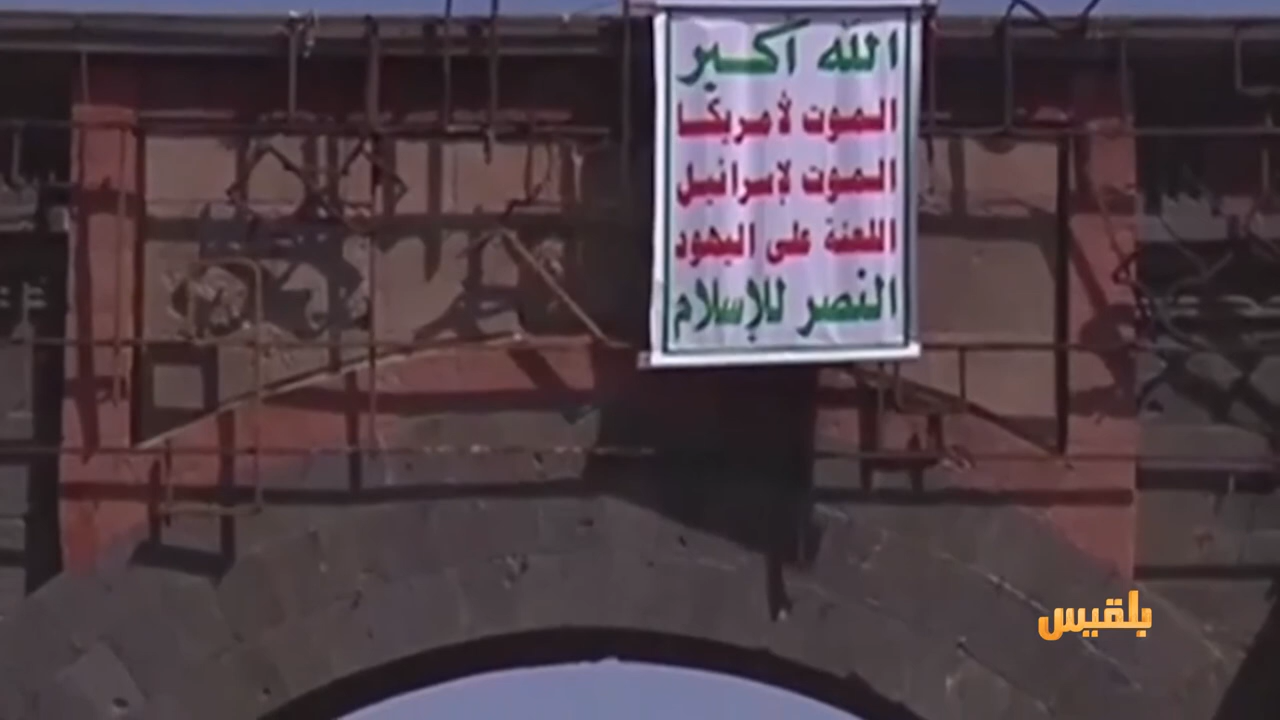 الله أكبر
الموت لأمريكا
الموت لإسرائيل
اللعنة على اليهود
النصر للإسلام
بلقيس